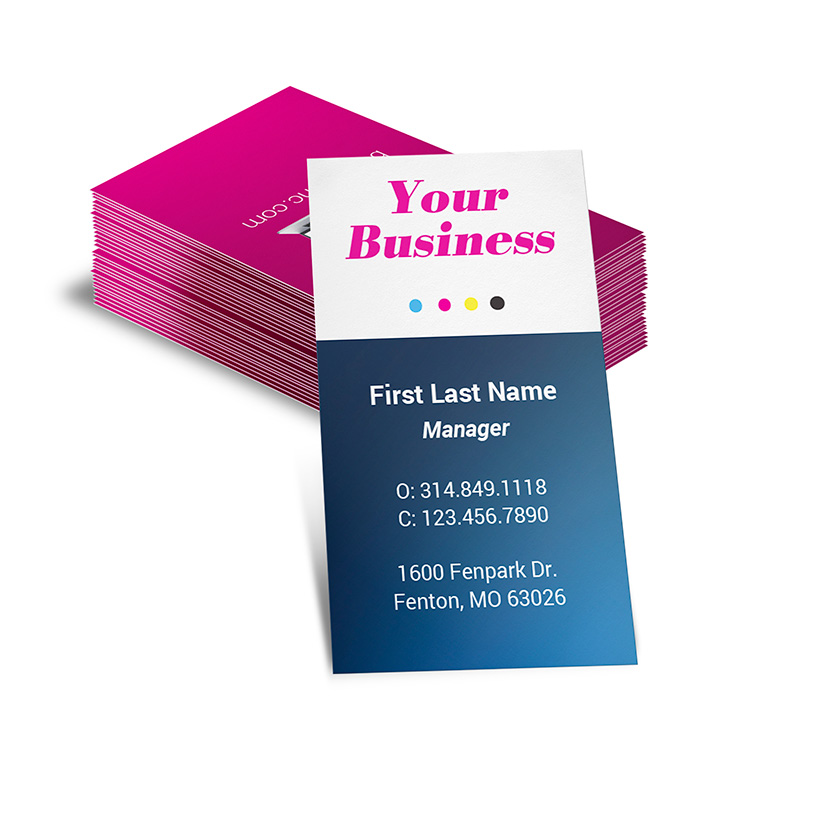 Your
Business
First Last Name
Manager
O: 314.849.1118
C: 123.456.7890
1600 Fenpark Dr.
Fenton, MO 63026